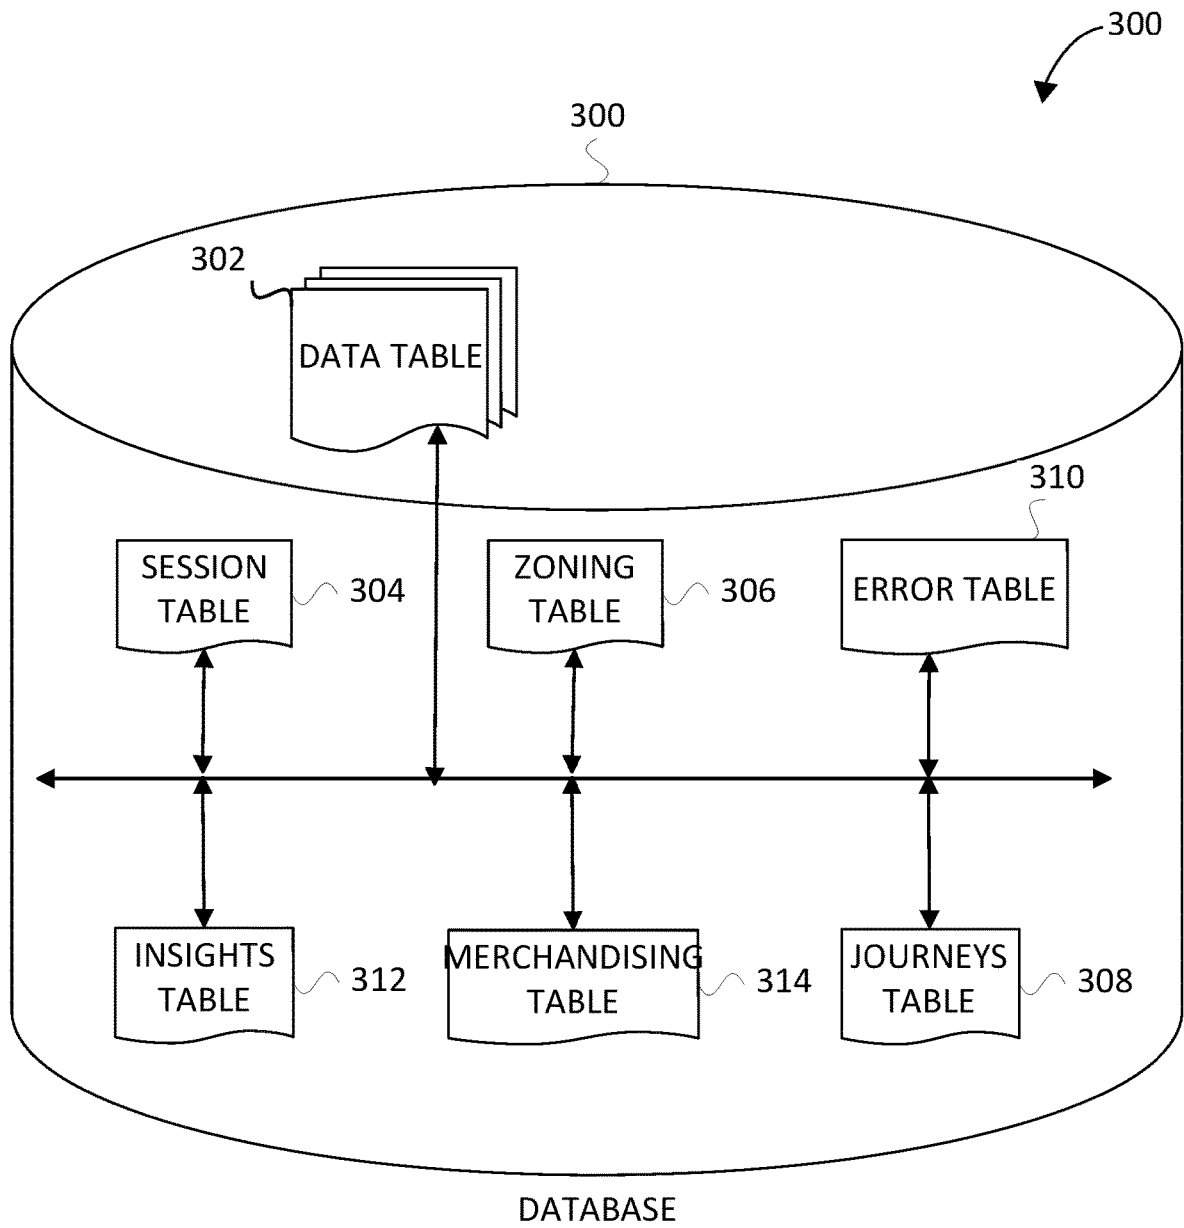 300
300
302
DATA TABLE
310
SESSION
TABLE
304
ZONING
TABLE
306
ERROR TABLE
INSIGHTS
TABLE
312
MERCHANDISING
TABLE
314
JOURNEYS
TABLE
308
DATABASE